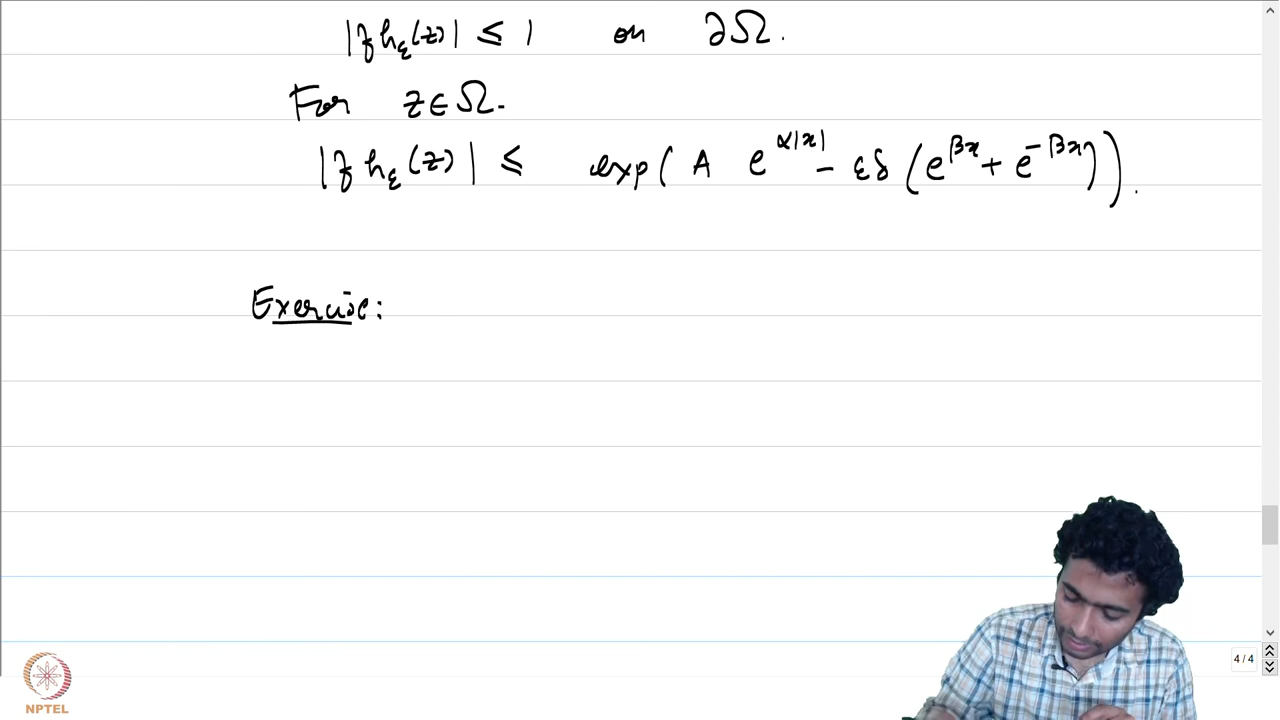 |f h_ε(z)| ≤ 1 on ∂Ω.
For z ∈ Ω.
|f h_ε(z)| ≤ exp( A e^{α|x|} - εδ (e^{βx} + e^{-βx}) ).
Exercise:
4 / 4
NPTEL